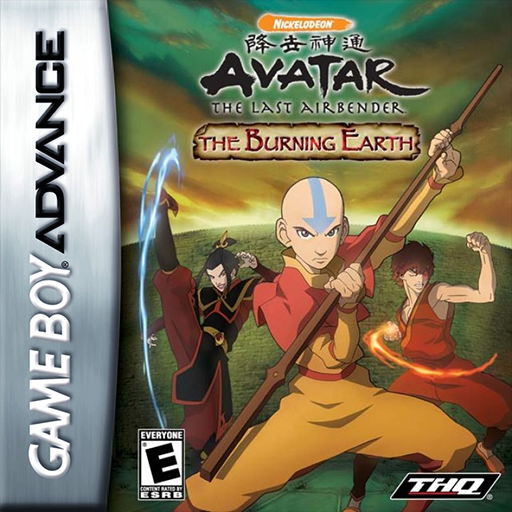 GAME BOY ADVANCE
NICKELODEON
降世神通
AVATAR
THE LAST AIRBENDER
THE BURNING EARTH
EVERYONE
E
CONTENT RATED BY
ESRB
THQ